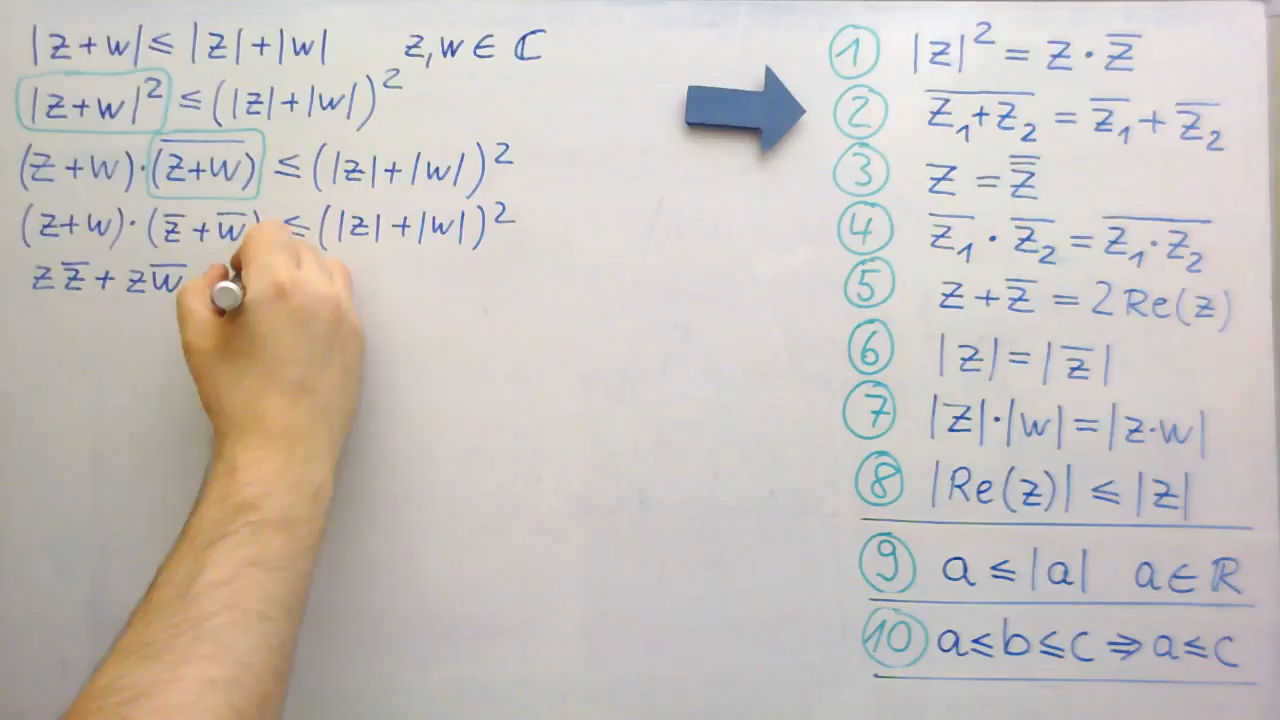 |z+w| ≤ |z|+|w| z,w ∈ ℂ
|z+w|² ≤ (|z|+|w|)²
(z+w)·(z̅+̅w̅) ≤ (|z|+|w|)²
(z+w)·(z̅+w̅) ≤ (|z|+|w|)²
zz̅ + zw̅
① |z|² = z·z̅
② z̅₁̅+̅z̅₂̅ = z̅₁ + z̅₂
③ z = z̿
④ z̅₁ · z̅₂ = z̅₁̅·̅z̅₂̅
⑤ z + z̅ = 2Re(z)
⑥ |z| = |z̅|
⑦ |z|·|w| = |z·w|
⑧ |Re(z)| ≤ |z|
⑨ a ≤ |a| a ∈ ℝ
⑩ a ≤ b ≤ c ⇒ a ≤ c